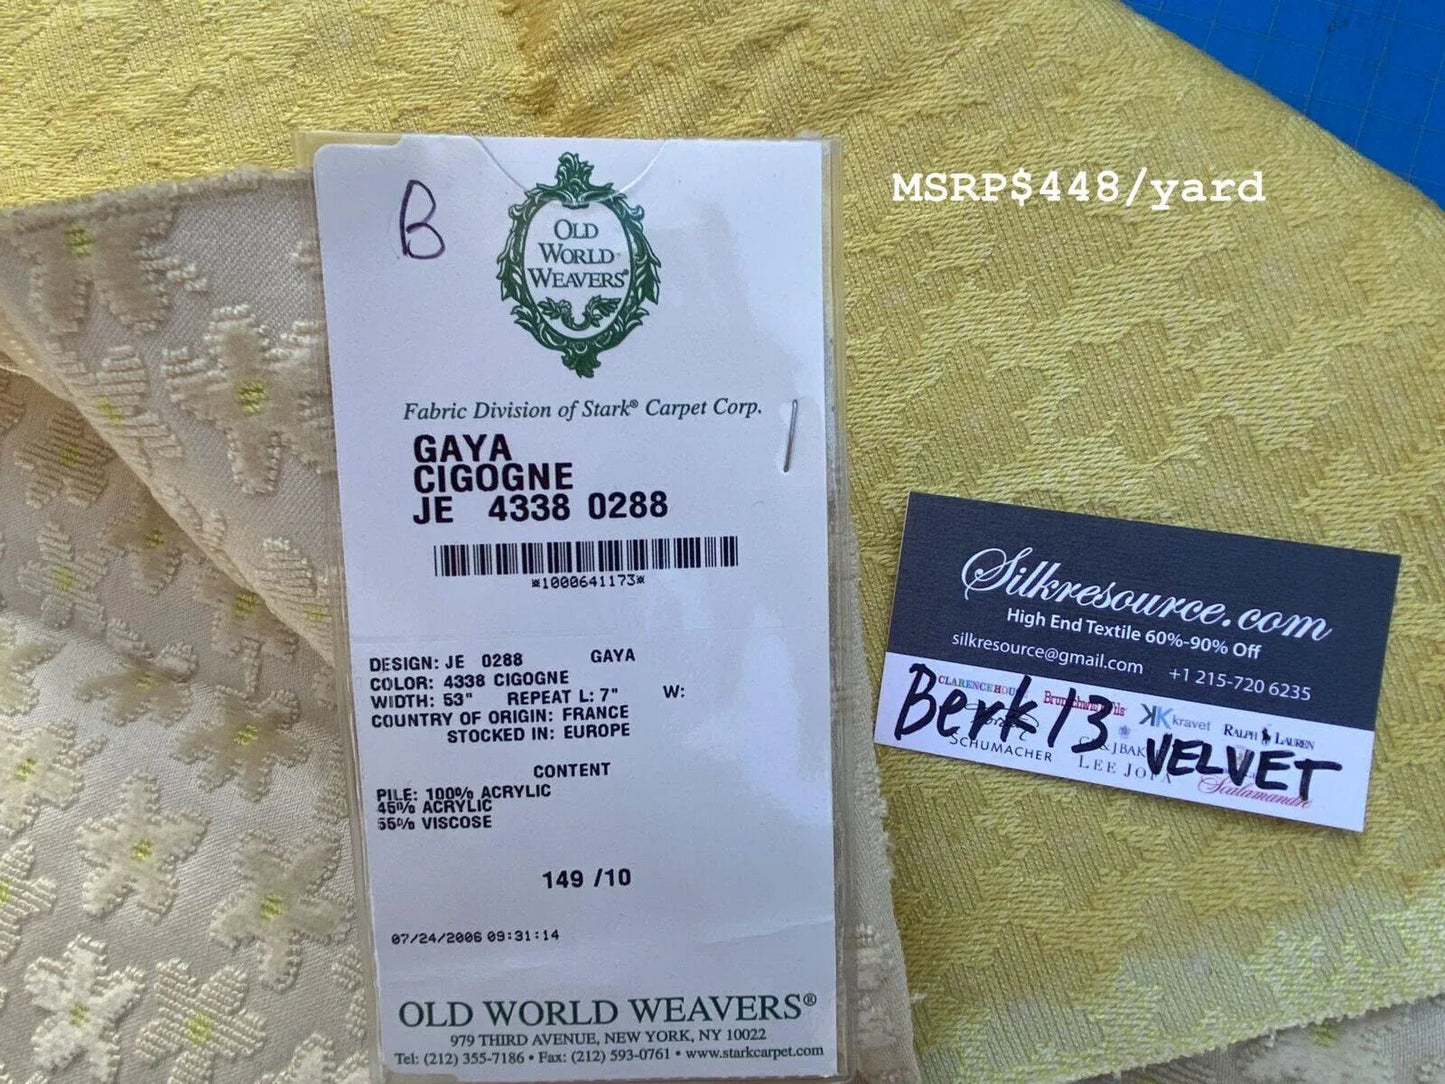 MSRP$448/yard
B
OLD
WORLD
WEAVERS®
Fabric Division of Stark® Carpet Corp.
GAYA
CIGOGNE
JE 4338 0288
*1000641173*
DESIGN: JE 0288 GAYA
COLOR: 4338 CIGOGNE
WIDTH: 53" REPEAT L: 7" W:
COUNTRY OF ORIGIN: FRANCE
STOCKED IN: EUROPE
CONTENT
PILE: 100% ACRYLIC
45% ACRYLIC
55% VISCOSE
149 /10
07/24/2006 09:31:14
OLD WORLD WEAVERS®
979 THIRD AVENUE, NEW YORK, NY 10022
Tel: (212) 355-7186 • Fax: (212) 593-0761 • www.starkcarpet.com
Silkresource.com
High End Textile 60%-90% Off
silkresource@gmail.com +1 215-720 6235
CLARENCE HOUSE
kravet RALPH LAUREN
Berk13 VELVET
SCHUMACHER
LEE JOFA
Scalamandre